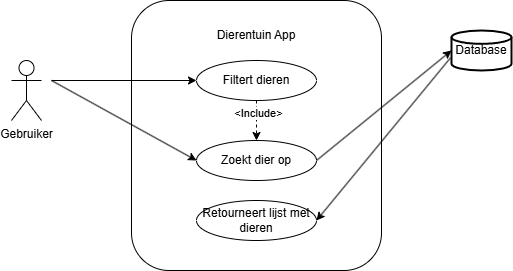 Dierentuin App
Filtert dieren
Database
<Include>
Gebruiker
Zoekt dier op
Retourneert lijst met
dieren